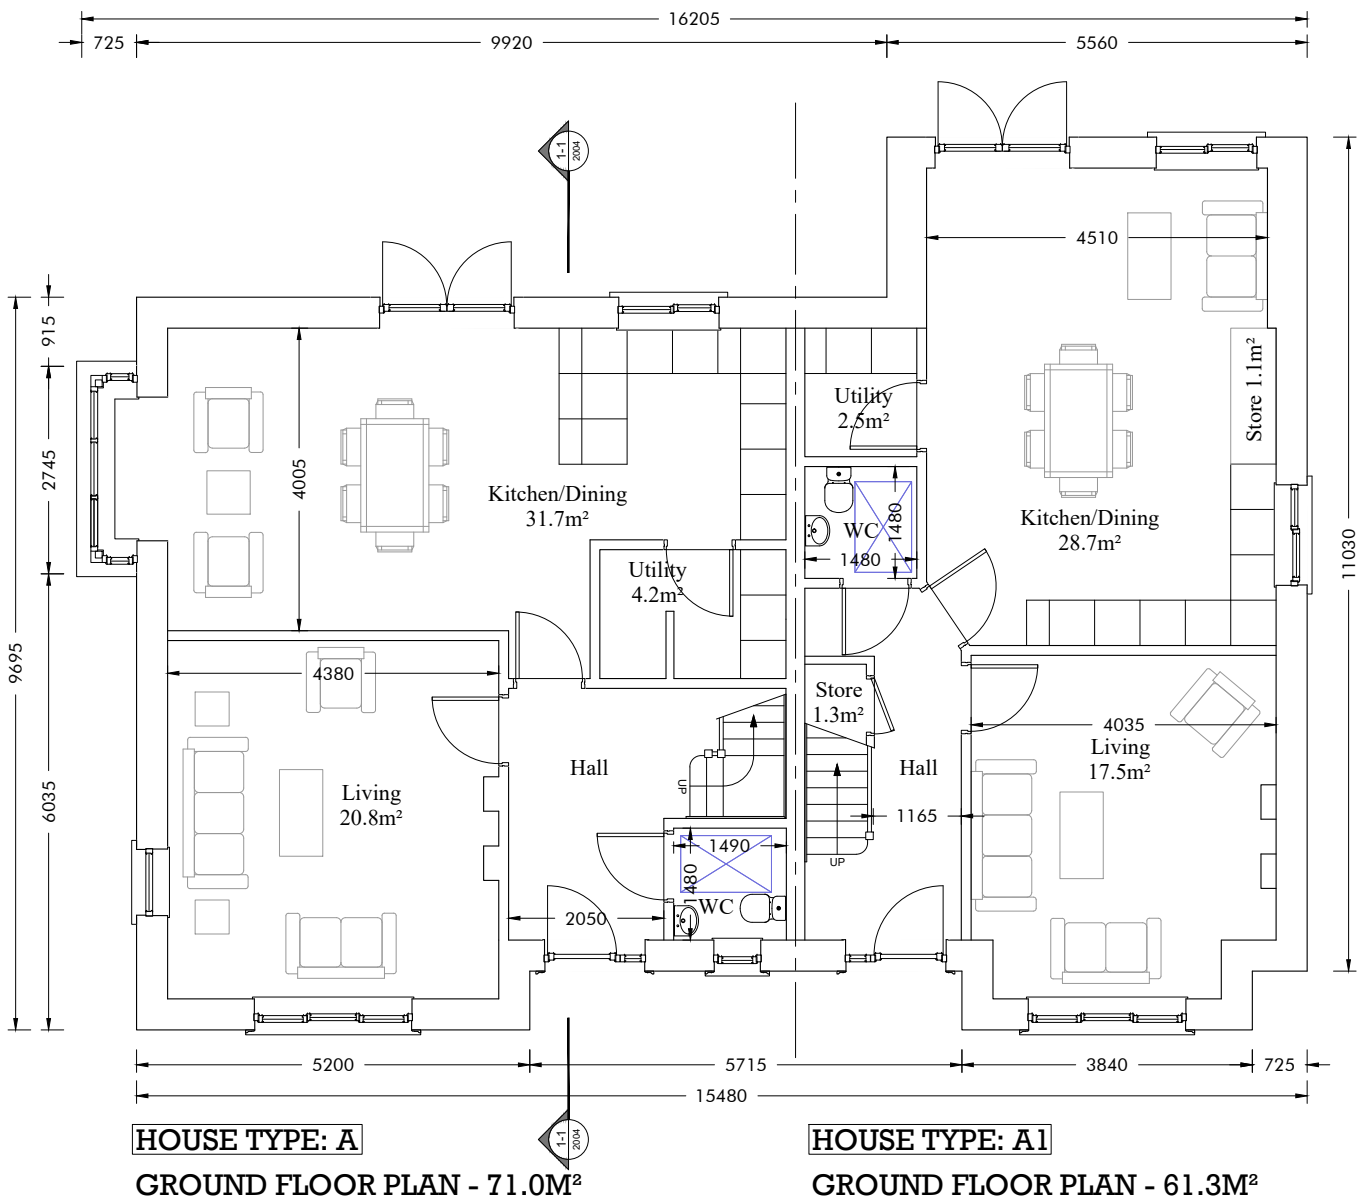 16205
725
9920
5560
1-1
2004
4510
915
2745
4005
Store 1.1m²
Utility
2.5m²
Kitchen/Dining
31.7m²
WC
1480
1480
Kitchen/Dining
28.7m²
11030
Utility
4.2m²
9695
4380
Store
1.3m²
4035
Living
17.5m²
Hall
Hall
UP
Living
20.8m²
6035
1165
1490
1480
UP
WC
2050
5200
5715
3840
725
15480
1-1
2004
HOUSE TYPE: A
HOUSE TYPE: A1
GROUND FLOOR PLAN - 71.0M²
GROUND FLOOR PLAN - 61.3M²